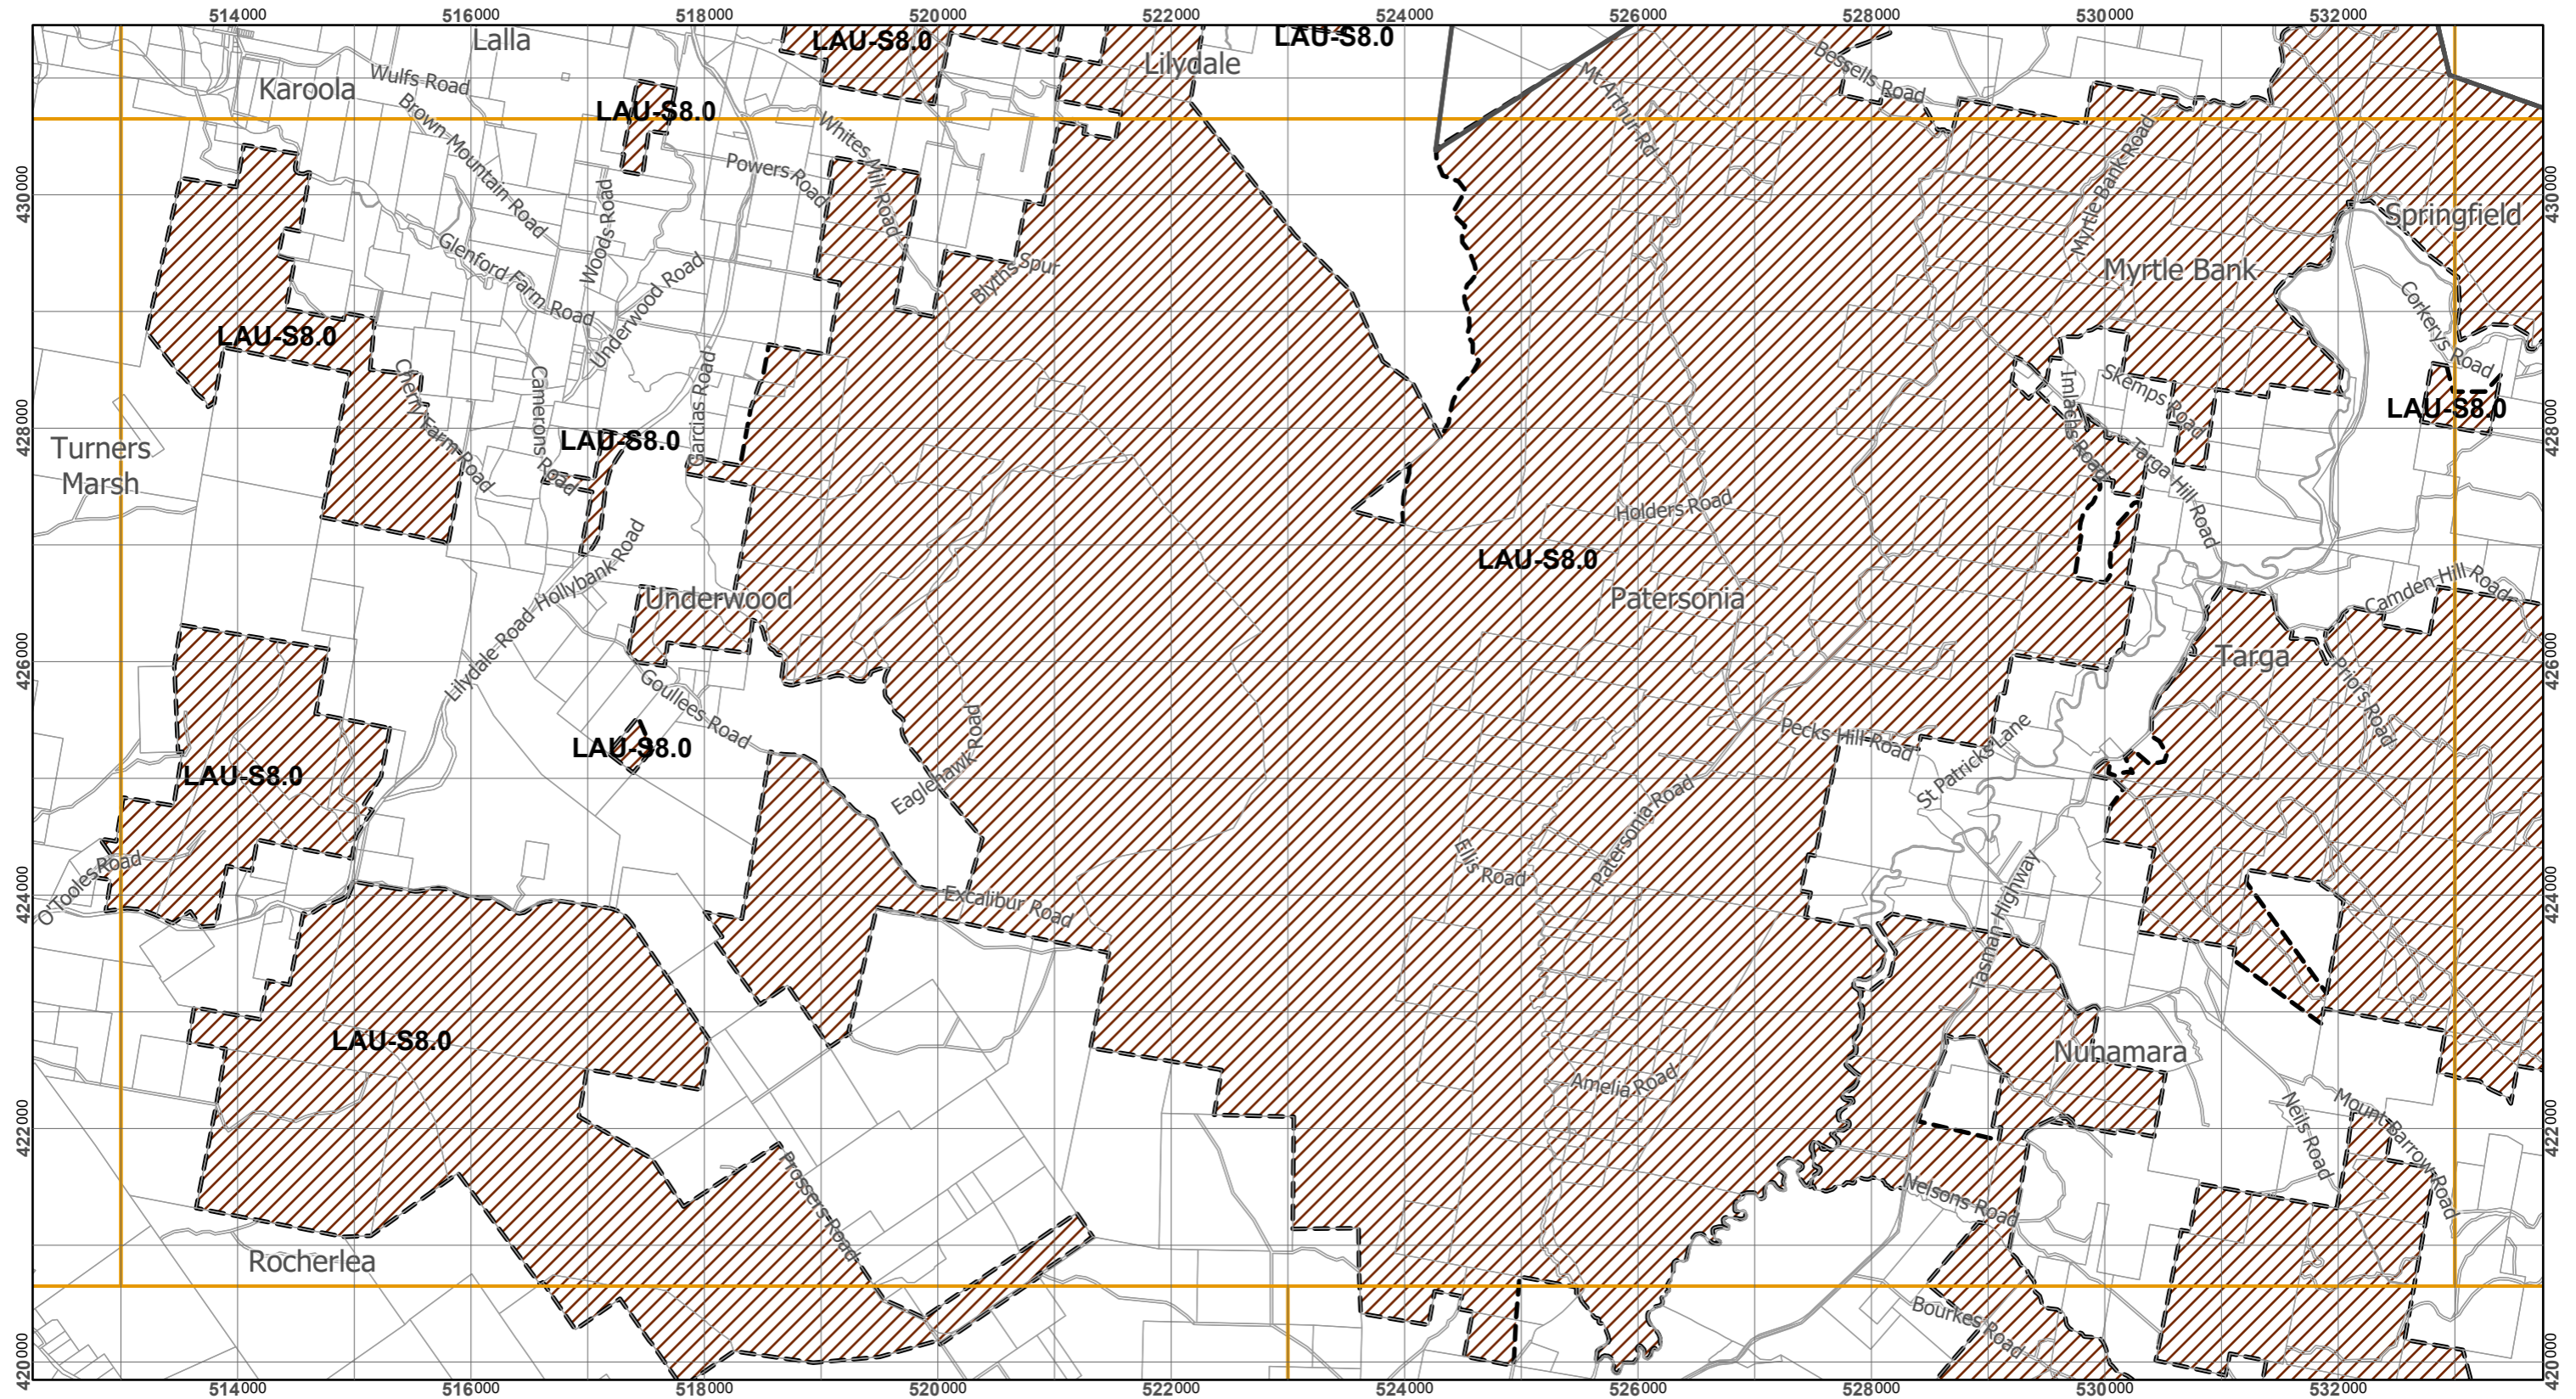 514000 516000 518000 520000 522000 524000 526000 528000 530000 532000
LAU-S8.0
LAU-S8.0
Lalla
Lilydale
Karoola
Wulfs Road
Bessells Road
Mt Arthur Rd
LAU-S8.0
Brown Mountain Road
Whites Mill Road
Powers Road
Myrtle Bank Road
430000
430000
Springfield
Woods Road
Glenford Farm Road
Underwood Road
Blyths Spur
Myrtle Bank
Corkerys Road
LAU-S8.0
Cherry Farm Road
Camerons Road
Garcias Road
Imlachs Road
Skemps Road
LAU-S8.0
428000
428000
Turners
Marsh
LAU-S8.0
Targa Hill Road
Holders Road
LAU-S8.0
Hollybank Road
Underwood
Patersonia
Camden Hill Road
Lilydale Road
426000
426000
Targa
Goullees Road
Priors Road
Eaglehawk Road
Pecks Hill Road
St Patricks Lane
LAU-S8.0
LAU-S8.0
Patersonia Road
O'Tooles Road
Ellis Road
424000
424000
Excalibur Road
Tasman Highway
LAU-S8.0
Nunamara
Amelia Road
422000
422000
Neils Road
Mount Barrow Road
Prossers Road
Nelsons Road
Rocherlea
Bourkes Road
420000
420000
514000 516000 518000 520000 522000 524000 526000 528000 530000 532000